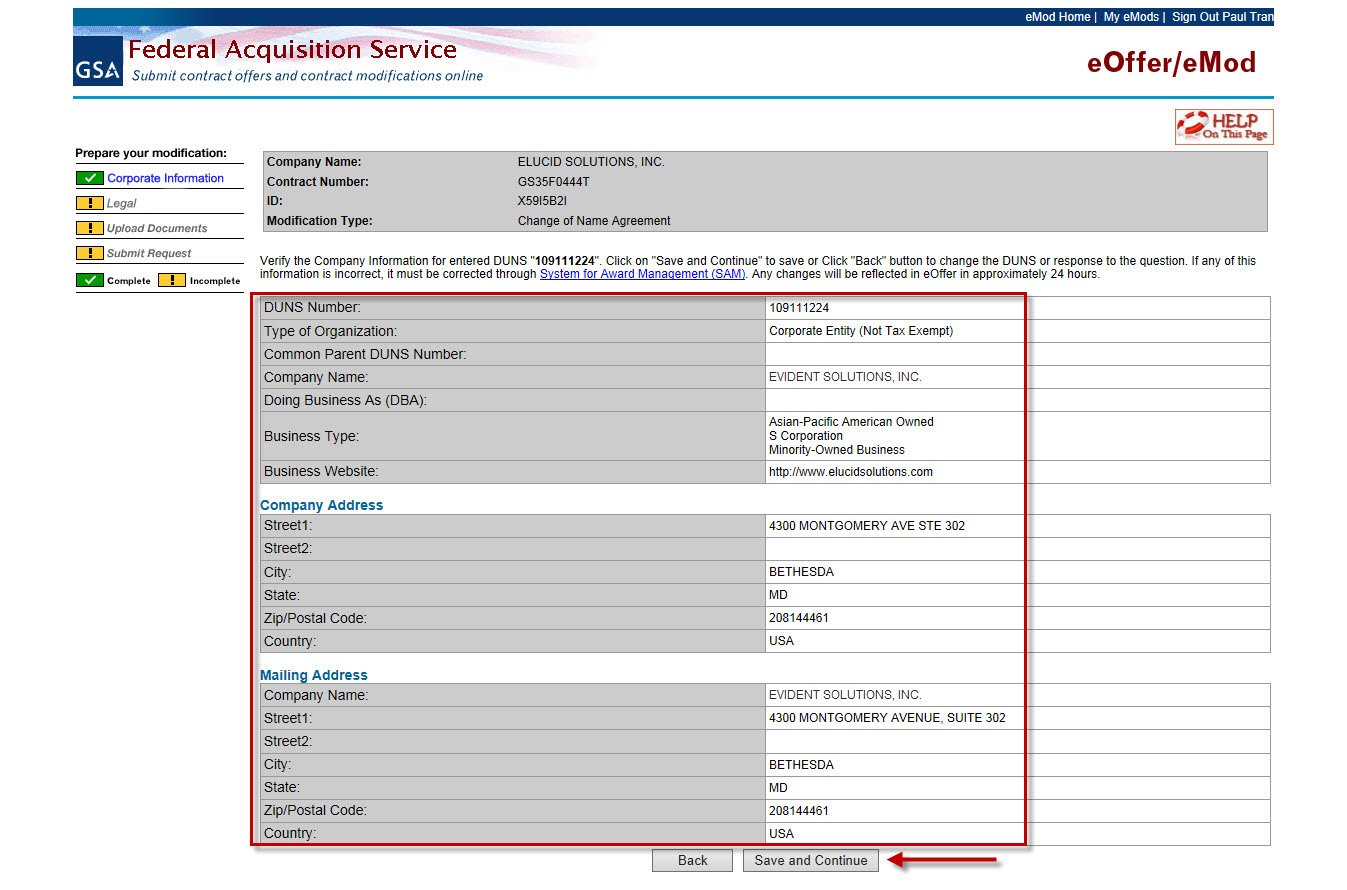 eMod Home | My eMods | Sign Out Paul Tran
GSA
Federal Acquisition Service
Submit contract offers and contract modifications online
eOffer/eMod
HELP
On This Page
Prepare your modification:
Corporate Information
! Legal
! Upload Documents
! Submit Request
Complete ! Incomplete
Company Name: ELUCID SOLUTIONS, INC.
Contract Number: GS35F0444T
ID: X59I5B2I
Modification Type: Change of Name Agreement
Verify the Company Information for entered DUNS "109111224". Click on "Save and Continue" to save or Click "Back" button to change the DUNS or response to the question. If any of this
information is incorrect, it must be corrected through System for Award Management (SAM). Any changes will be reflected in eOffer in approximately 24 hours.
DUNS Number: 109111224
Type of Organization: Corporate Entity (Not Tax Exempt)
Common Parent DUNS Number:
Company Name: EVIDENT SOLUTIONS, INC.
Doing Business As (DBA):
Business Type: Asian-Pacific American Owned
S Corporation
Minority-Owned Business
Business Website: http://www.elucidsolutions.com
Company Address
Street1: 4300 MONTGOMERY AVE STE 302
Street2:
City: BETHESDA
State: MD
Zip/Postal Code: 208144461
Country: USA
Mailing Address
Company Name: EVIDENT SOLUTIONS, INC.
Street1: 4300 MONTGOMERY AVENUE, SUITE 302
Street2:
City: BETHESDA
State: MD
Zip/Postal Code: 208144461
Country: USA
Back Save and Continue